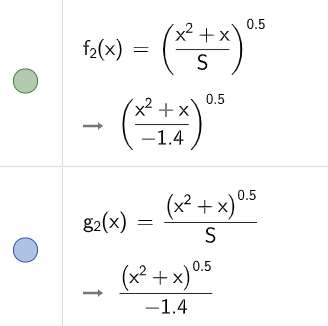 f₂(x) = ((x² + x)/S)^0.5
→ ((x² + x)/−1.4)^0.5
g₂(x) = (x² + x)^0.5/S
→ (x² + x)^0.5/−1.4